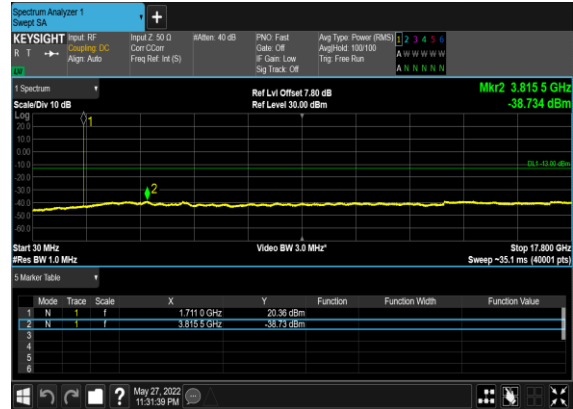 Spectrum Analyzer 1
Swept SA
KEYSIGHT Input: RF Input Z: 50 Ω #Atten: 40 dB PNO: Fast Avg Type: Power (RMS) 1 2 3 4 5 6
R T Coupling: DC Corr CCorr Gate: Off Avg|Hold: 100/100 A W W W W W
Align: Auto Freq Ref: Int (S) IF Gain: Low Trig: Free Run
LXI Sig Track: Off A N N N N N
1 Spectrum Ref Lvl Offset 7.80 dB Mkr2 3.815 5 GHz
Scale/Div 10 dB Ref Level 30.00 dBm -38.734 dBm
Log
20.0
10.0
0.00
-10.0
-20.0
-30.0
-40.0
-50.0
-60.0
1
DL1 -13.00 dBm
2
Start 30 MHz Video BW 3.0 MHz* Stop 17.800 GHz
#Res BW 1.0 MHz Sweep ~35.1 ms (40001 pts)
5 Marker Table
Mode Trace Scale X Y Function Function Width Function Value
1 N 1 f 1.711 0 GHz 20.36 dBm
2 N 1 f 3.815 5 GHz -38.73 dBm
3
4
5
6
? May 27, 2022
11:31:39 PM